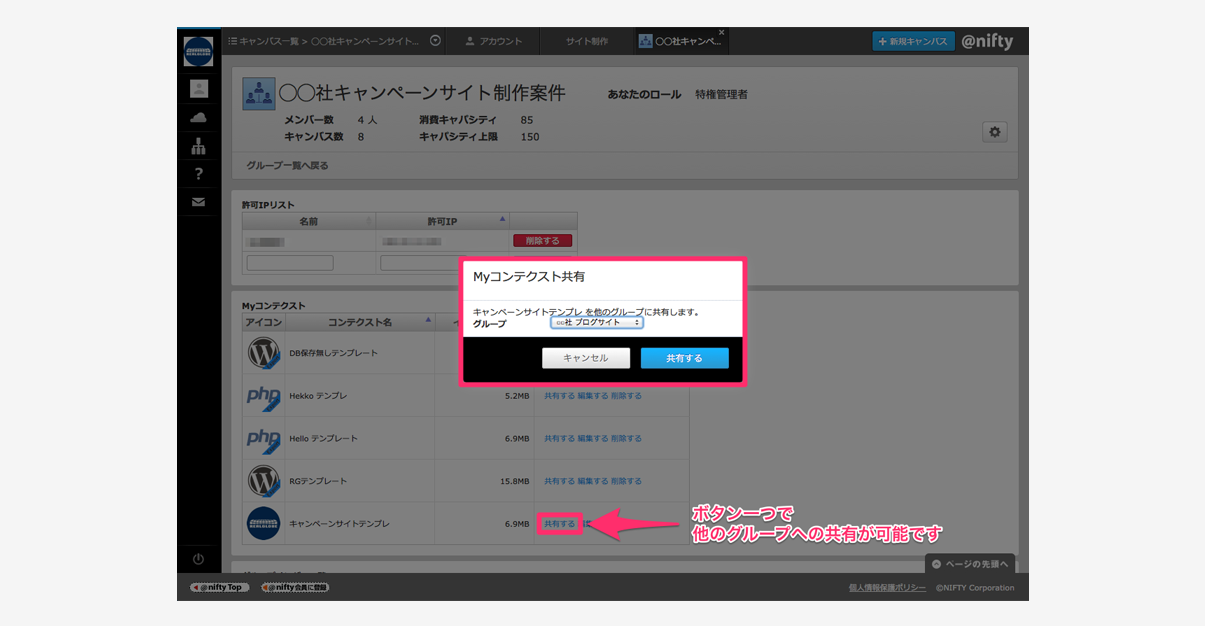 キャンバス一覧 > 〇〇社キャンペーンサイト...
アカウント
サイト制作
〇〇社キャンペ...
+ 新規キャンバス
@nifty
〇〇社キャンペーンサイト制作案件
あなたのロール 特権管理者
メンバー数 4 人 消費キャパシティ 85
キャンバス数 8 キャパシティ上限 150
グループ一覧へ戻る
許可IPリスト
名前 許可IP
削除する
Myコンテクスト共有
キャンペーンサイトテンプレ を他のグループに共有します。
グループ ○○社 ブログサイト
キャンセル 共有する
Myコンテクスト
アイコン コンテクスト名
DB保存無しテンプレート
php Hekko テンプレ 5.2MB 共有する 編集する 削除する
php Hello テンプレート 6.9MB 共有する 編集する 削除する
RGテンプレート 15.8MB 共有する 編集する 削除する
キャンペーンサイトテンプレ 6.9MB 共有する
ボタン一つで
他のグループへの共有が可能です
ページの先頭へ
@nifty Top @nifty会員に登録
個人情報保護ポリシー ©NIFTY Corporation